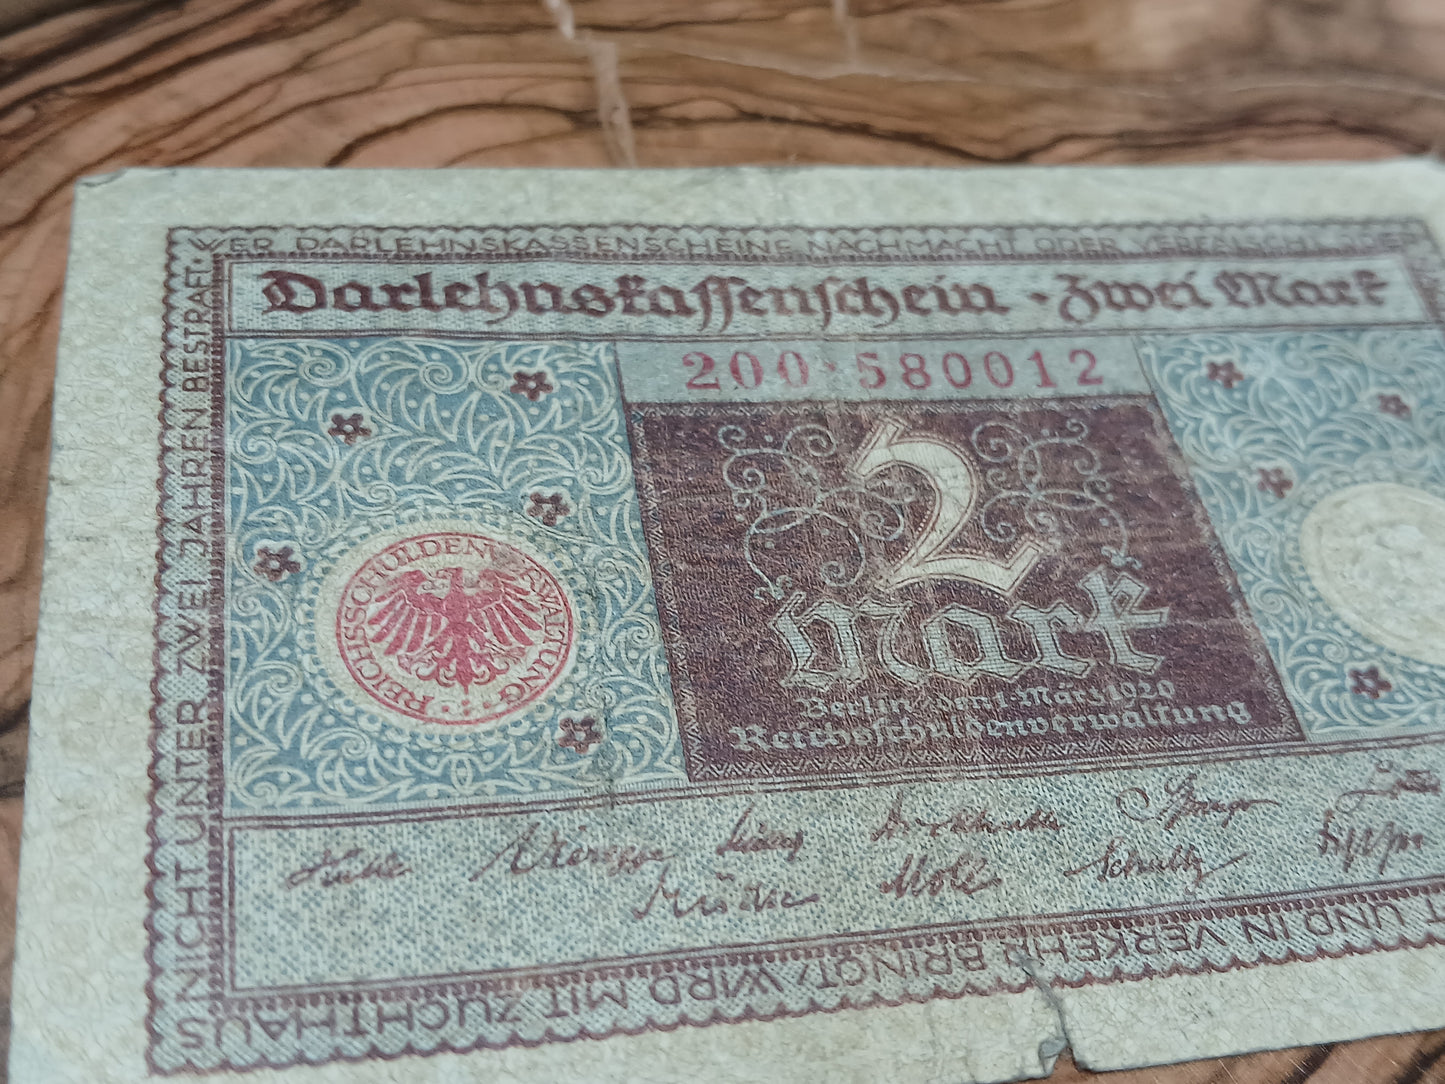 WER DARLEHNSKASSENSCHEINE NACHMACHT ODER VERFÄLSCHT ODER
Darlehnskassenschein · Zwei Mark
200·580012
2
Mark
Berlin, den 1. März 1920
Reichsschuldenverwaltung
REICHSSCHULDENVERWALTUNG
T UND IN VERKEHR BRINGT, WIRD MIT ZUCHTHAUS
NICHT UNTER ZWEI JAHREN BESTRAFT.